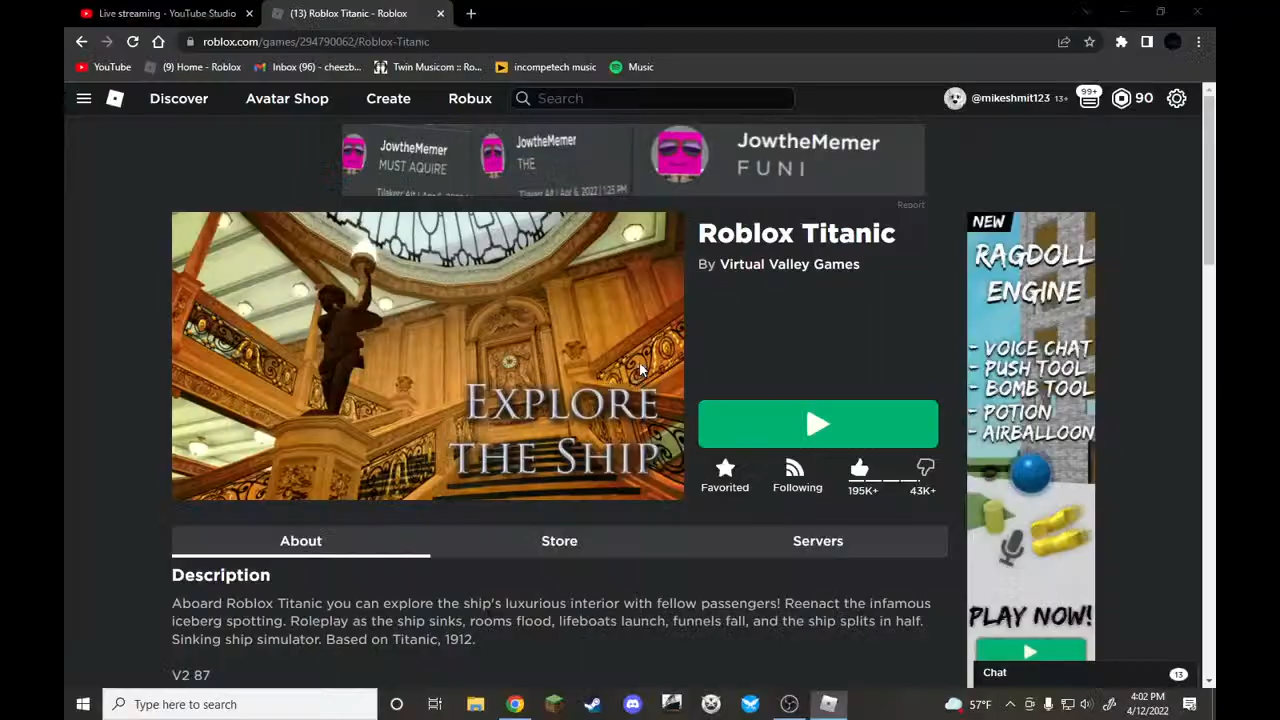 Live streaming - YouTube Studio
(13) Roblox Titanic - Roblox
roblox.com/games/294790062/Roblox-Titanic
YouTube
(9) Home - Roblox
Inbox (96) - cheezb...
Twin Musicom :: Ro...
incompetech music
Music
Discover
Avatar Shop
Create
Robux
Search
@mikeshmit123 13+
99+
90
JowtheMemer
MUST AQUIRE
JowtheMemer
THE
JowtheMemer
F U N I
Report
EXPLORE
THE SHIP
Roblox Titanic
By Virtual Valley Games
Favorited
Following
195K+
43K+
NEW
RAGDOLL
ENGINE
- VOICE CHAT
- PUSH TOOL
- BOMB TOOL
- POTION
- AIRBALLOON
PLAY NOW!
About
Store
Servers
Description
Aboard Roblox Titanic you can explore the ship's luxurious interior with fellow passengers! Reenact the infamous
iceberg spotting. Roleplay as the ship sinks, rooms flood, lifeboats launch, funnels fall, and the ship splits in half.
Sinking ship simulator. Based on Titanic, 1912.
V2 87
Chat
13
Type here to search
57°F
4:02 PM
4/12/2022